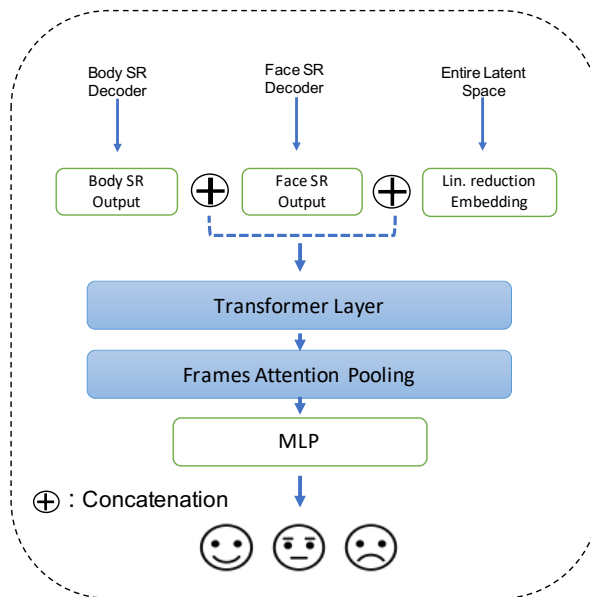 Body SR
Decoder
Face SR
Decoder
Entire Latent
Space
Body SR
Output
Face SR
Output
Lin. reduction
Embedding
Transformer Layer
Frames Attention Pooling
MLP
: Concatenation